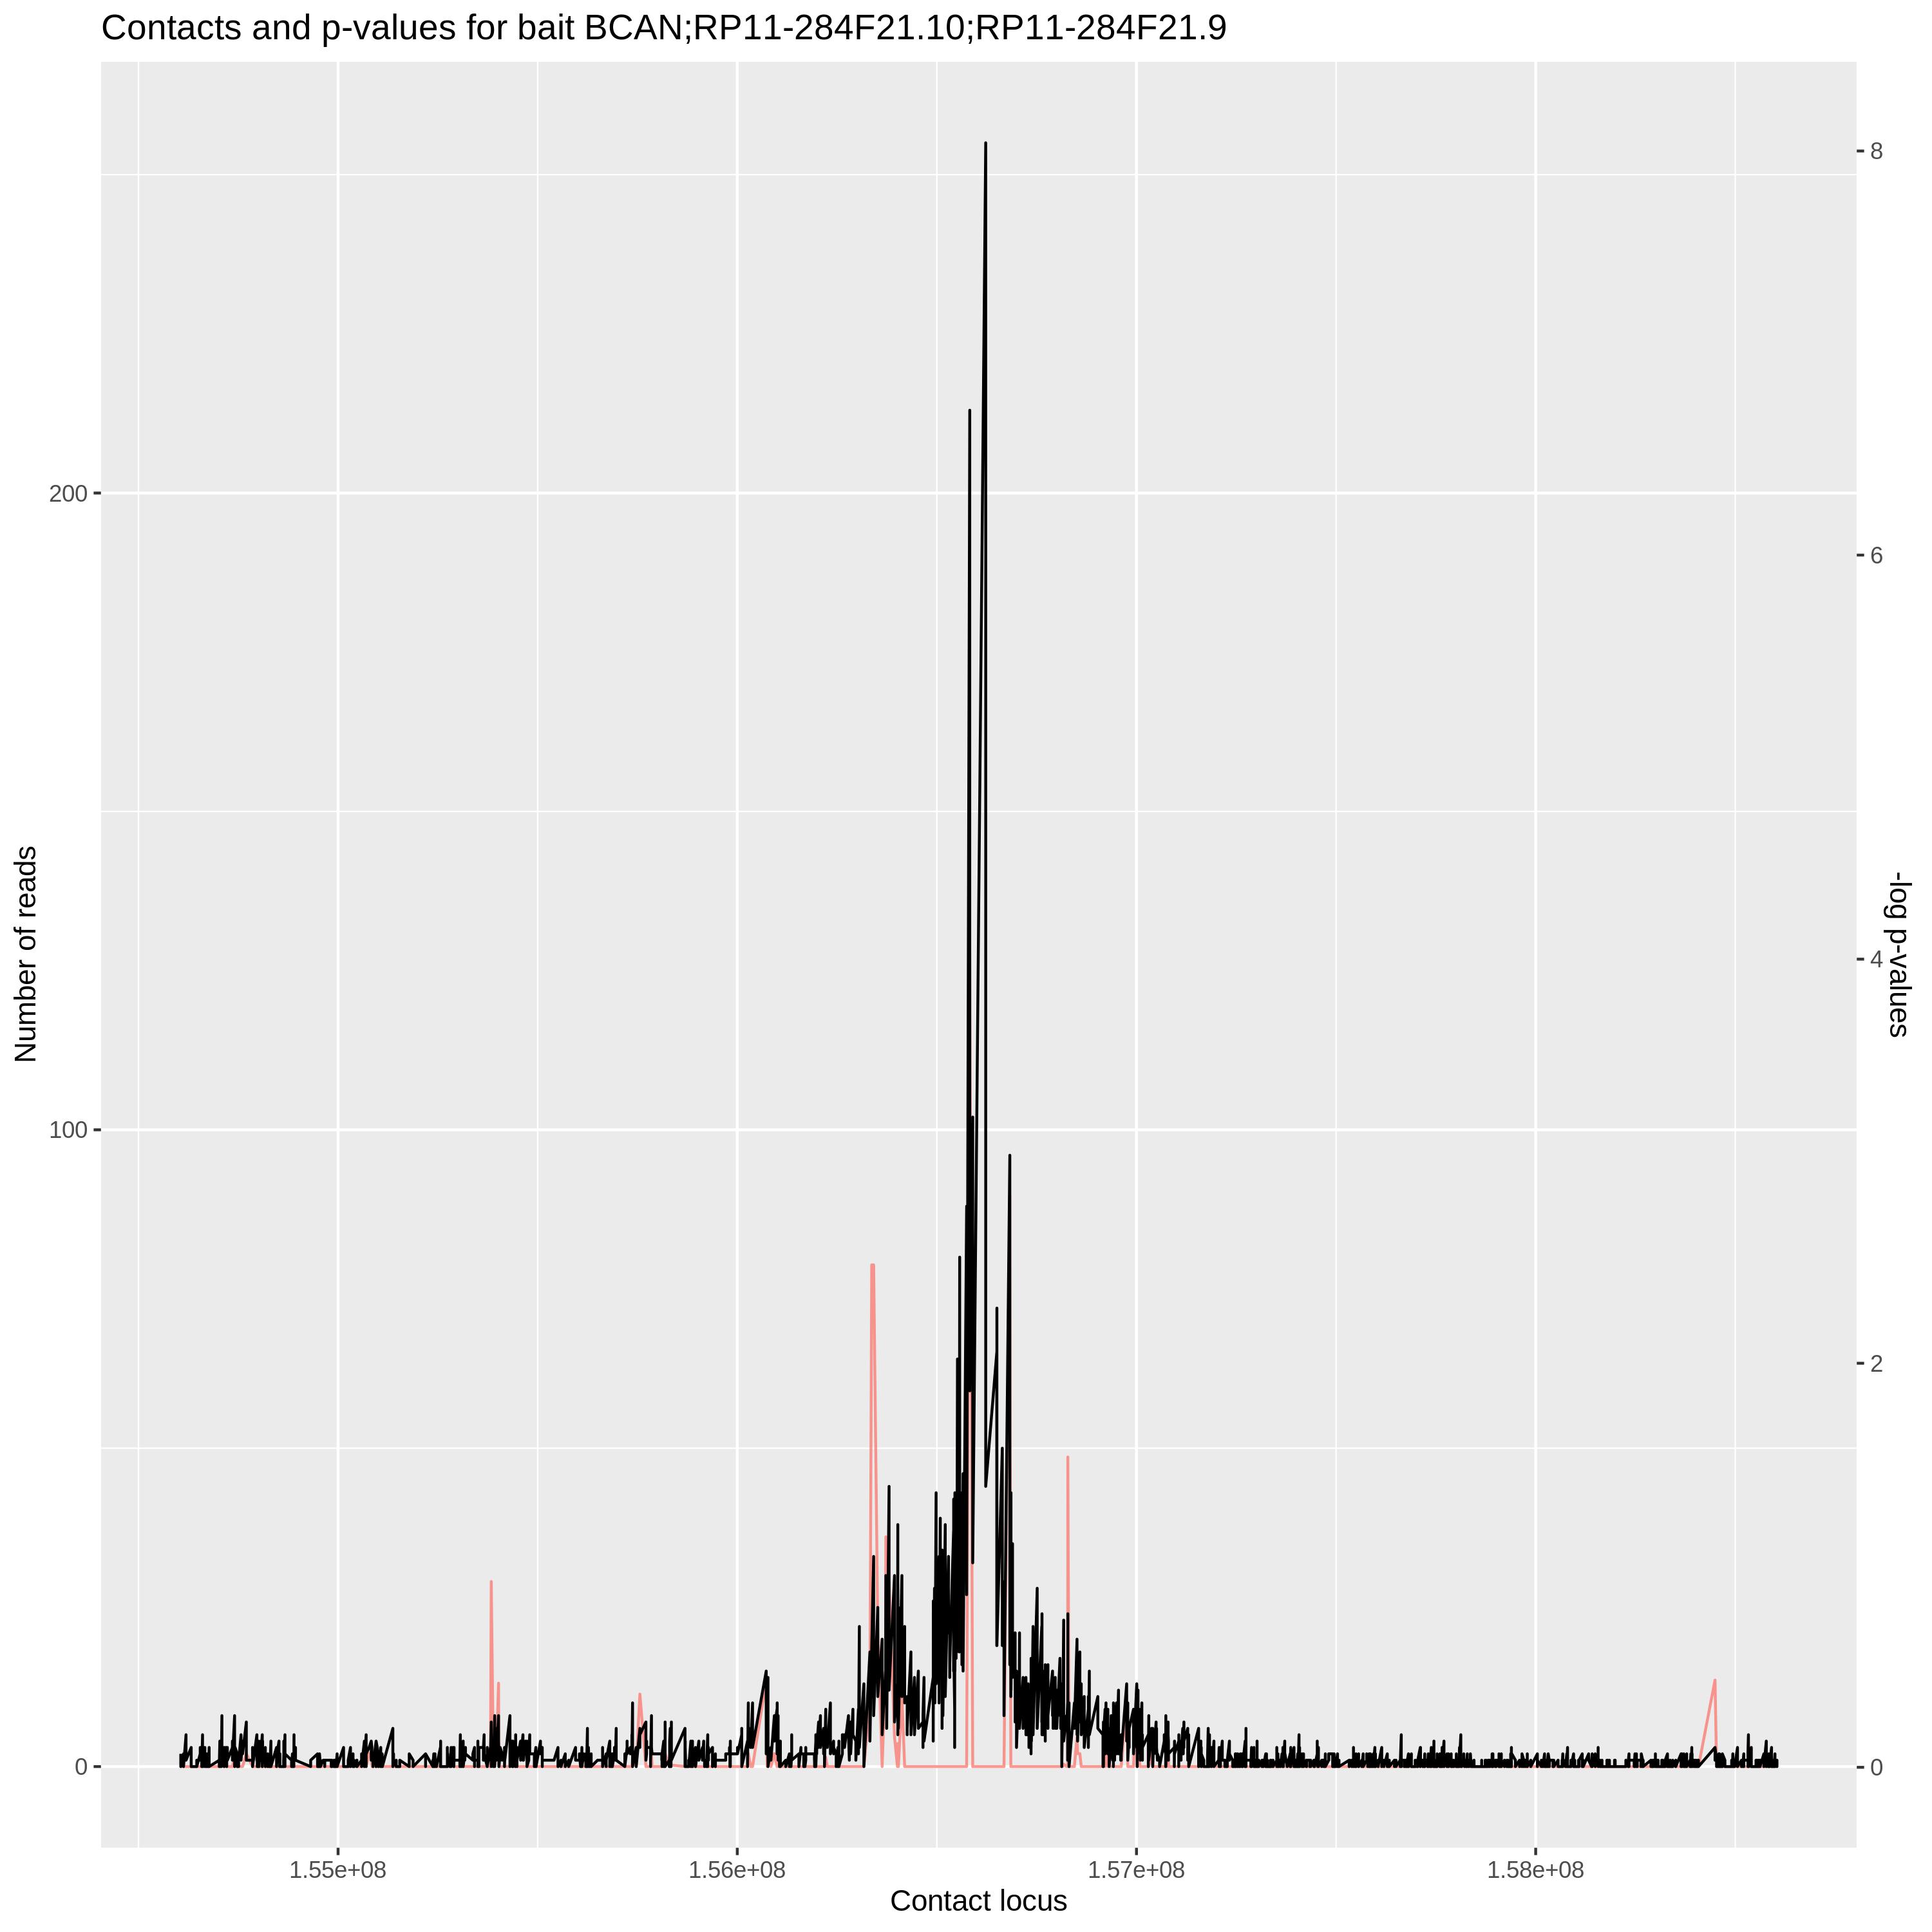 Contacts and p-values for bait BCAN;RP11-284F21.10;RP11-284F21.9
Number of reads
200
100
0
8
6
4
2
0
-log p-values
1.55e+08 1.56e+08 1.57e+08 1.58e+08
Contact locus